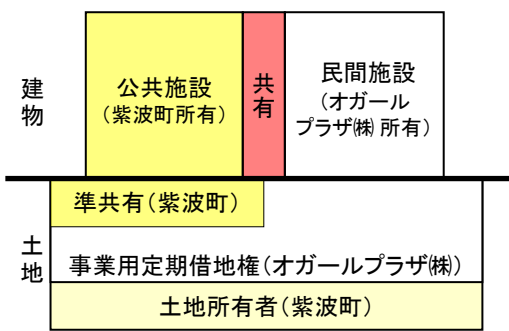 建物
公共施設
（紫波町所有）
共有
民間施設
（オガール
プラザ㈱ 所有）
土地
準共有（紫波町）
事業用定期借地権（オガールプラザ㈱）
土地所有者（紫波町）